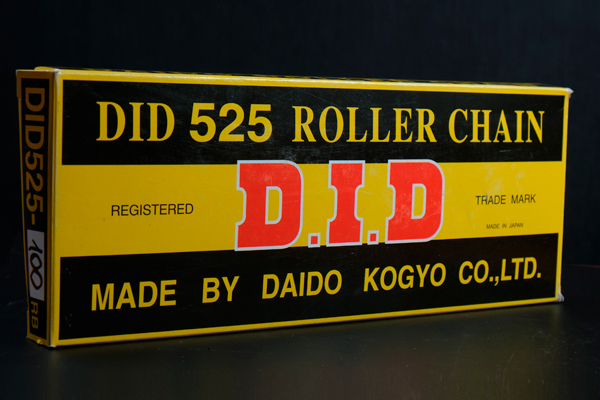 DID 525 ROLLER CHAIN
REGISTERED
D.I.D
TRADE MARK
MADE IN JAPAN
MADE BY DAIDO KOGYO CO.,LTD.
DID525-
100
RB